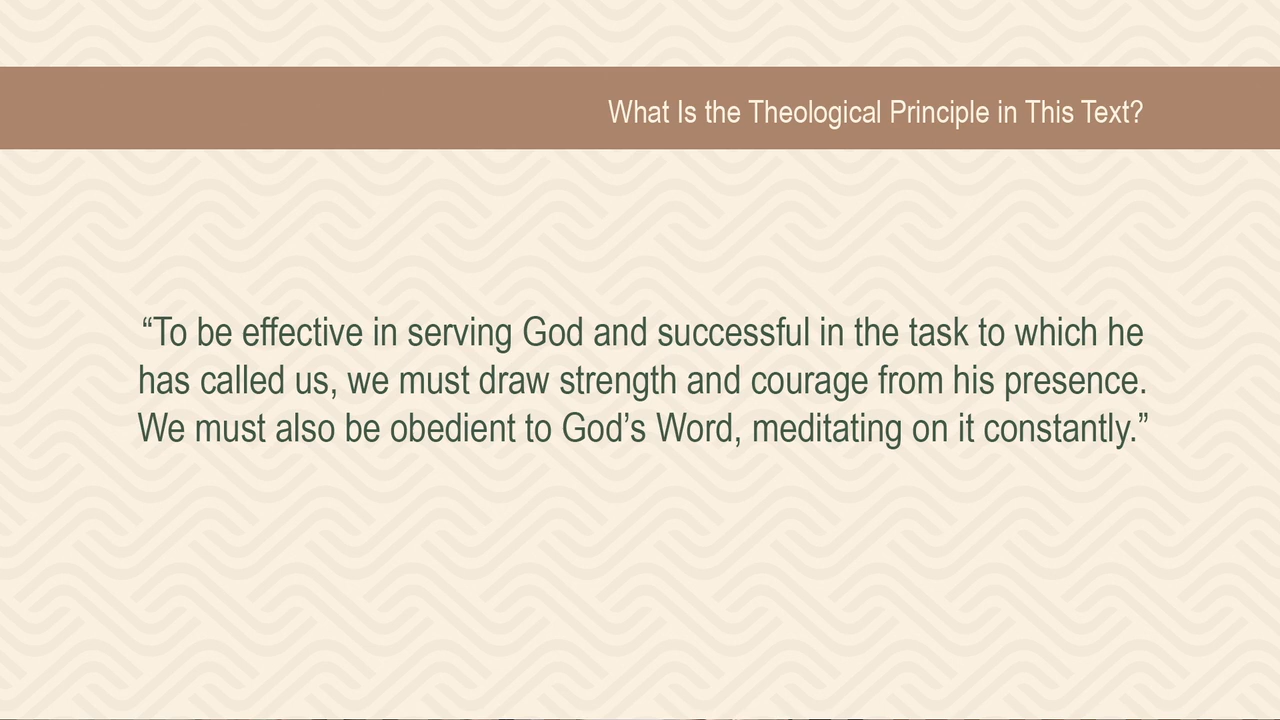 What Is the Theological Principle in This Text?
“To be effective in serving God and successful in the task to which he
has called us, we must draw strength and courage from his presence.
We must also be obedient to God’s Word, meditating on it constantly.”